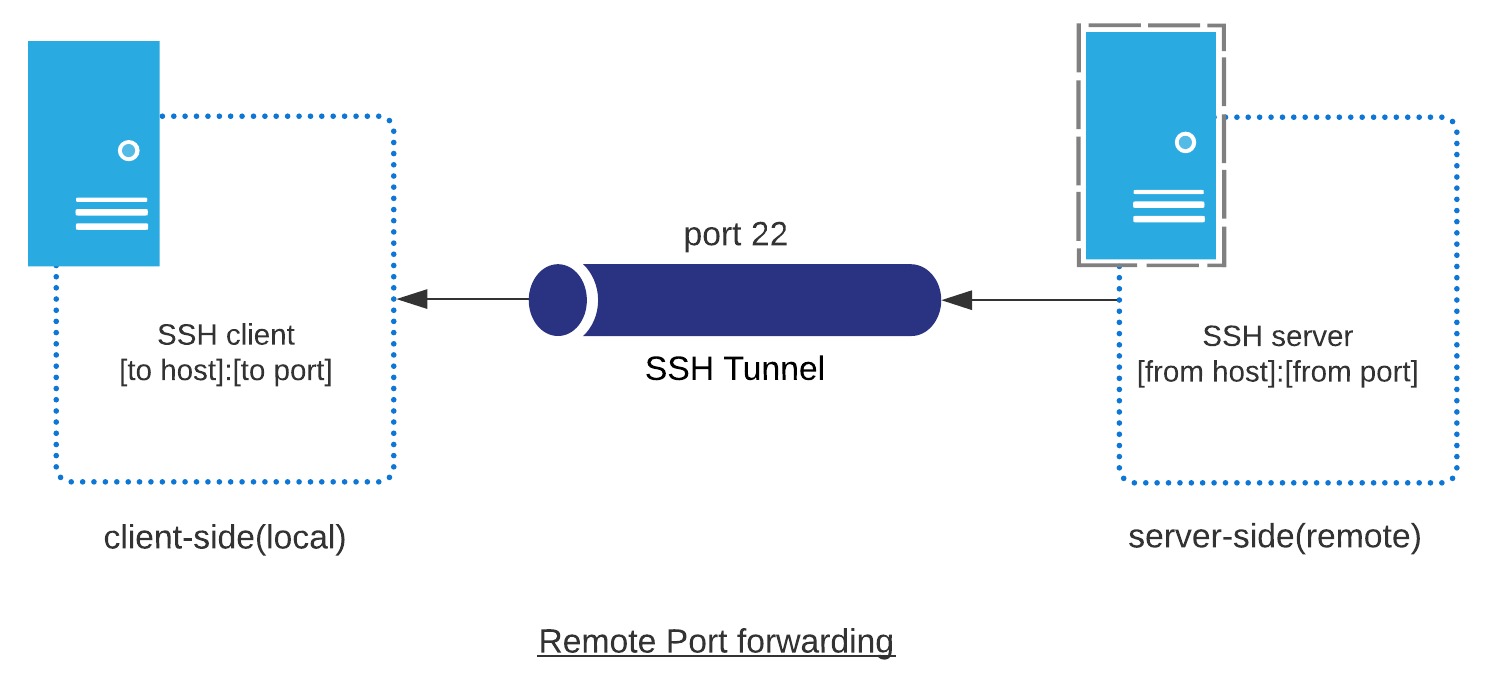 port 22
SSH client
[to host]:[to port]
SSH Tunnel
SSH server
[from host]:[from port]
client-side(local)
server-side(remote)
Remote Port forwarding